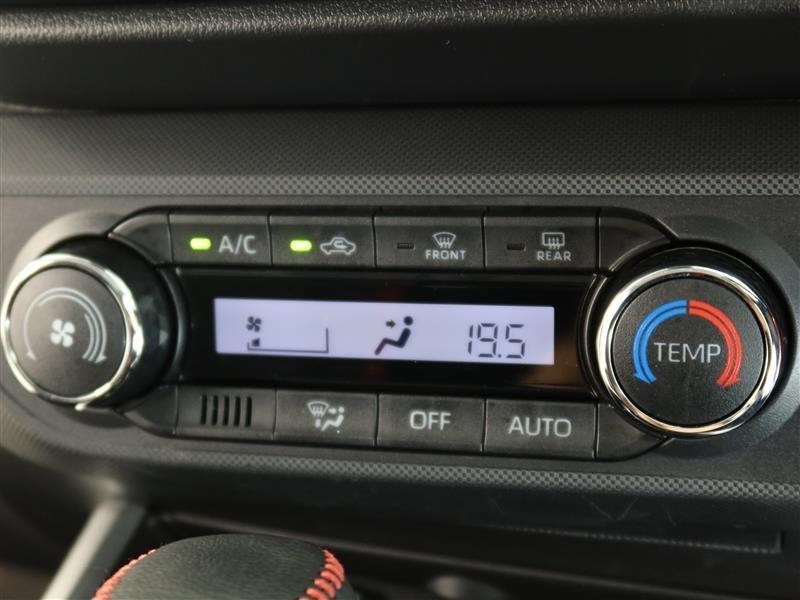 A/C
FRONT
REAR
19.5
TEMP
OFF
AUTO